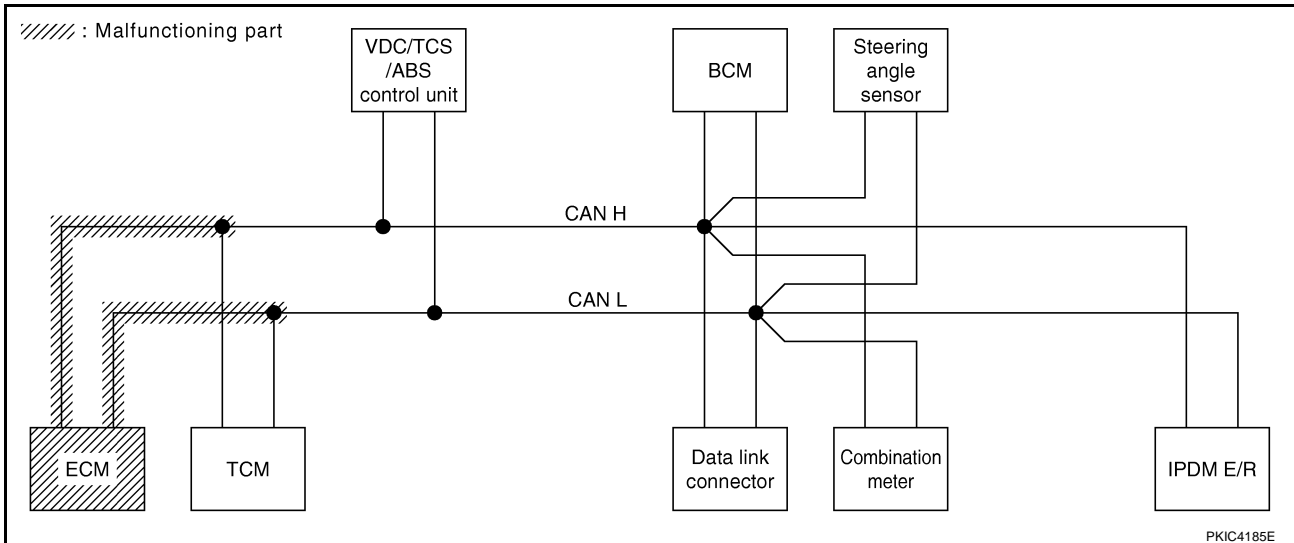 : Malfunctioning part
VDC/TCS
/ABS
control unit
BCM
Steering
angle
sensor
CAN H
CAN L
ECM
TCM
Data link
connector
Combination
meter
IPDM E/R
PKIC4185E